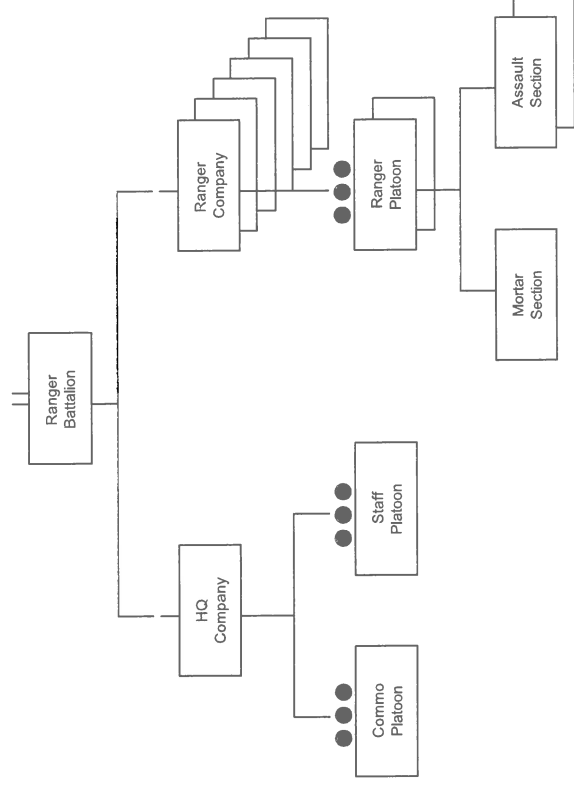 Ranger
Battalion
HQ
Company
Ranger
Company
Commo
Platoon
Staff
Platoon
Ranger
Platoon
Mortar
Section
Assault
Section